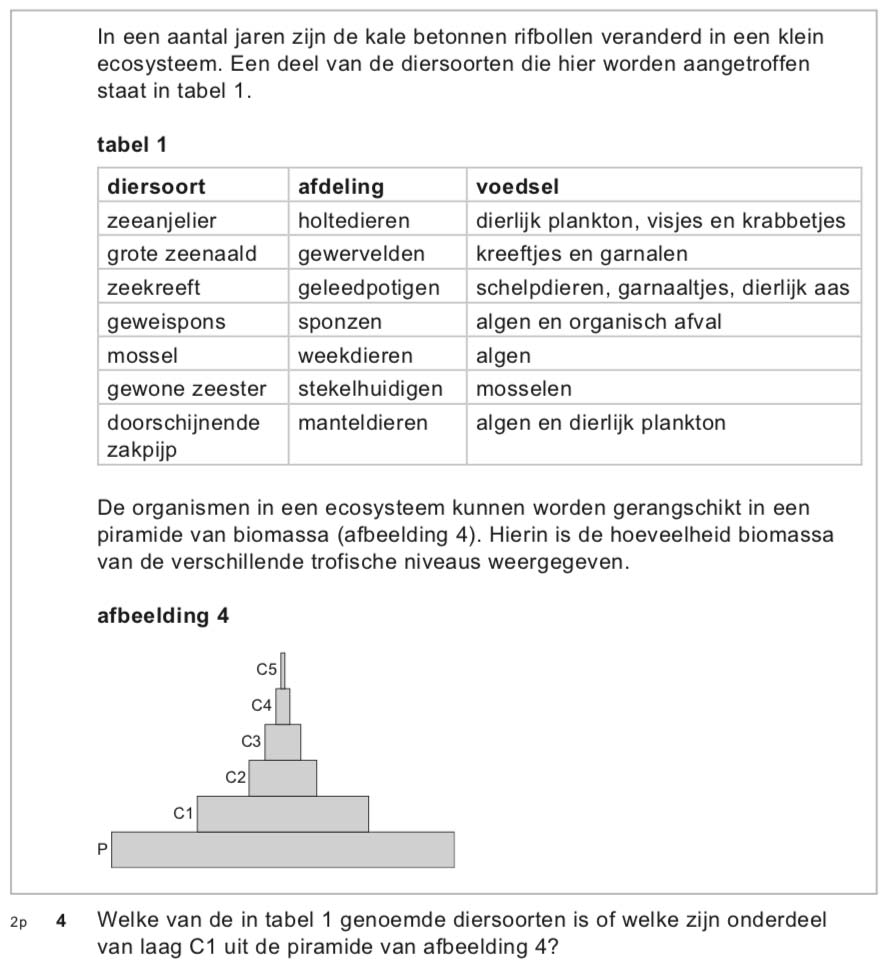 In een aantal jaren zijn de kale betonnen rifbollen veranderd in een klein
ecosysteem. Een deel van de diersoorten die hier worden aangetroffen
staat in tabel 1.
tabel 1
diersoort afdeling voedsel
zeeanjelier holtedieren dierlijk plankton, visjes en krabbetjes
grote zeenaald gewervelden kreeftjes en garnalen
zeekreeft geleedpotigen schelpdieren, garnaaltjes, dierlijk aas
geweispons sponzen algen en organisch afval
mossel weekdieren algen
gewone zeester stekelhuidigen mosselen
doorschijnende manteldieren algen en dierlijk plankton
zakpijp
De organismen in een ecosysteem kunnen worden gerangschikt in een
piramide van biomassa (afbeelding 4). Hierin is de hoeveelheid biomassa
van de verschillende trofische niveaus weergegeven.
afbeelding 4
C5
C4
C3
C2
C1
P
2p 4 Welke van de in tabel 1 genoemde diersoorten is of welke zijn onderdeel
van laag C1 uit de piramide van afbeelding 4?